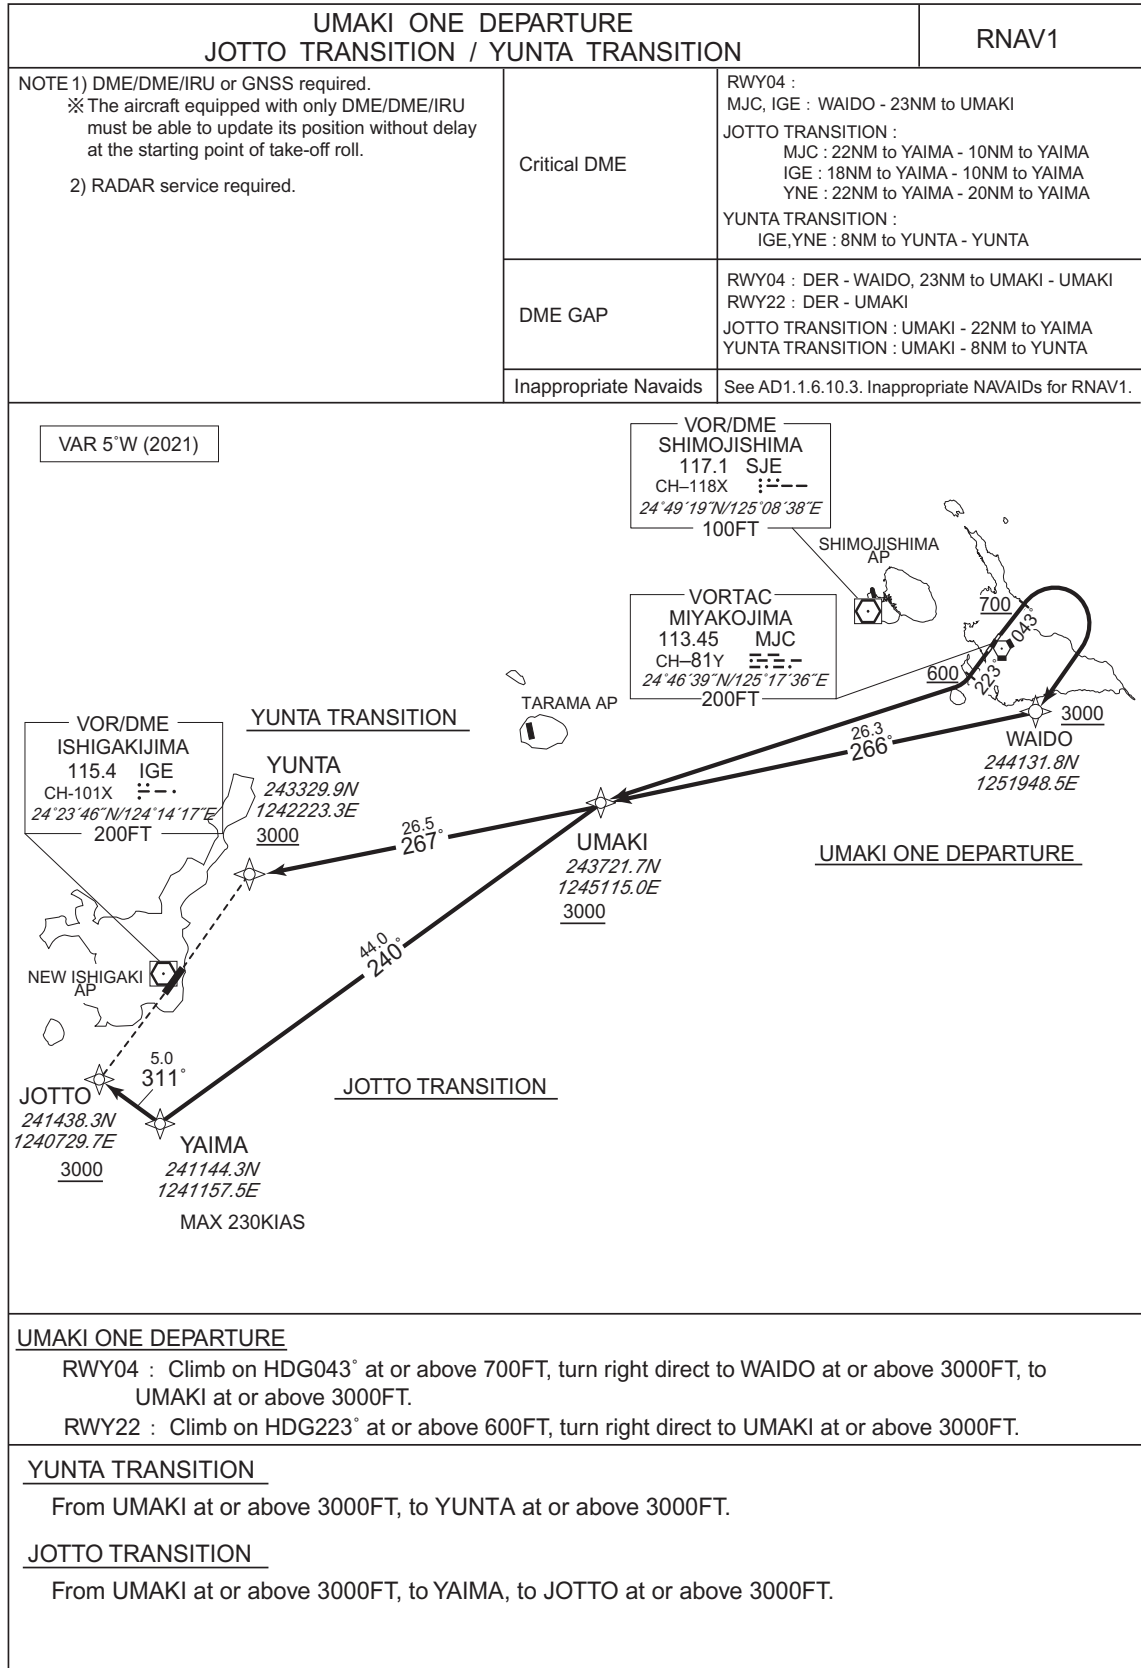 UMAKI ONE DEPARTURE
JOTTO TRANSITION / YUNTA TRANSITION
RNAV1
NOTE 1) DME/DME/IRU or GNSS required.
※ The aircraft equipped with only DME/DME/IRU
must be able to update its position without delay
at the starting point of take-off roll.
2) RADAR service required.
Critical DME
RWY04 :
MJC, IGE : WAIDO - 23NM to UMAKI
JOTTO TRANSITION :
MJC : 22NM to YAIMA - 10NM to YAIMA
IGE : 18NM to YAIMA - 10NM to YAIMA
YNE : 22NM to YAIMA - 20NM to YAIMA
YUNTA TRANSITION :
IGE,YNE : 8NM to YUNTA - YUNTA
DME GAP
RWY04 : DER - WAIDO, 23NM to UMAKI - UMAKI
RWY22 : DER - UMAKI
JOTTO TRANSITION : UMAKI - 22NM to YAIMA
YUNTA TRANSITION : UMAKI - 8NM to YUNTA
Inappropriate Navaids
See AD1.1.6.10.3. Inappropriate NAVAIDs for RNAV1.
VAR 5˚W (2021)
VOR/DME
SHIMOJISHIMA
117.1 SJE
CH–118X
24˚49´19˝N/125˚08´38˝E
100FT
SHIMOJISHIMA
AP
VORTAC
MIYAKOJIMA
113.45 MJC
CH–81Y
24˚46´39˝N/125˚17´36˝E
200FT
700
043˚
600
223˚
3000
WAIDO
244131.8N
1251948.5E
26.3
266˚
TARAMA AP
YUNTA TRANSITION
VOR/DME
ISHIGAKIJIMA
115.4 IGE
CH-101X
24˚23´46˝N/124˚14´17˝E
200FT
YUNTA
243329.9N
1242223.3E
3000
26.5
267˚
UMAKI
243721.7N
1245115.0E
3000
UMAKI ONE DEPARTURE
44.0
240˚
NEW ISHIGAKI
AP
5.0
311˚
JOTTO
241438.3N
1240729.7E
3000
JOTTO TRANSITION
YAIMA
241144.3N
1241157.5E
MAX 230KIAS
UMAKI ONE DEPARTURE
RWY04 : Climb on HDG043˚ at or above 700FT, turn right direct to WAIDO at or above 3000FT, to
UMAKI at or above 3000FT.
RWY22 : Climb on HDG223˚ at or above 600FT, turn right direct to UMAKI at or above 3000FT.
YUNTA TRANSITION
From UMAKI at or above 3000FT, to YUNTA at or above 3000FT.
JOTTO TRANSITION
From UMAKI at or above 3000FT, to YAIMA, to JOTTO at or above 3000FT.